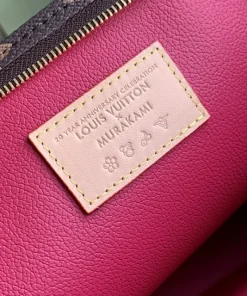 20 YEAR ANNIVERSARY CELEBRATION
LOUIS VUITTON
×
MURAKAMI